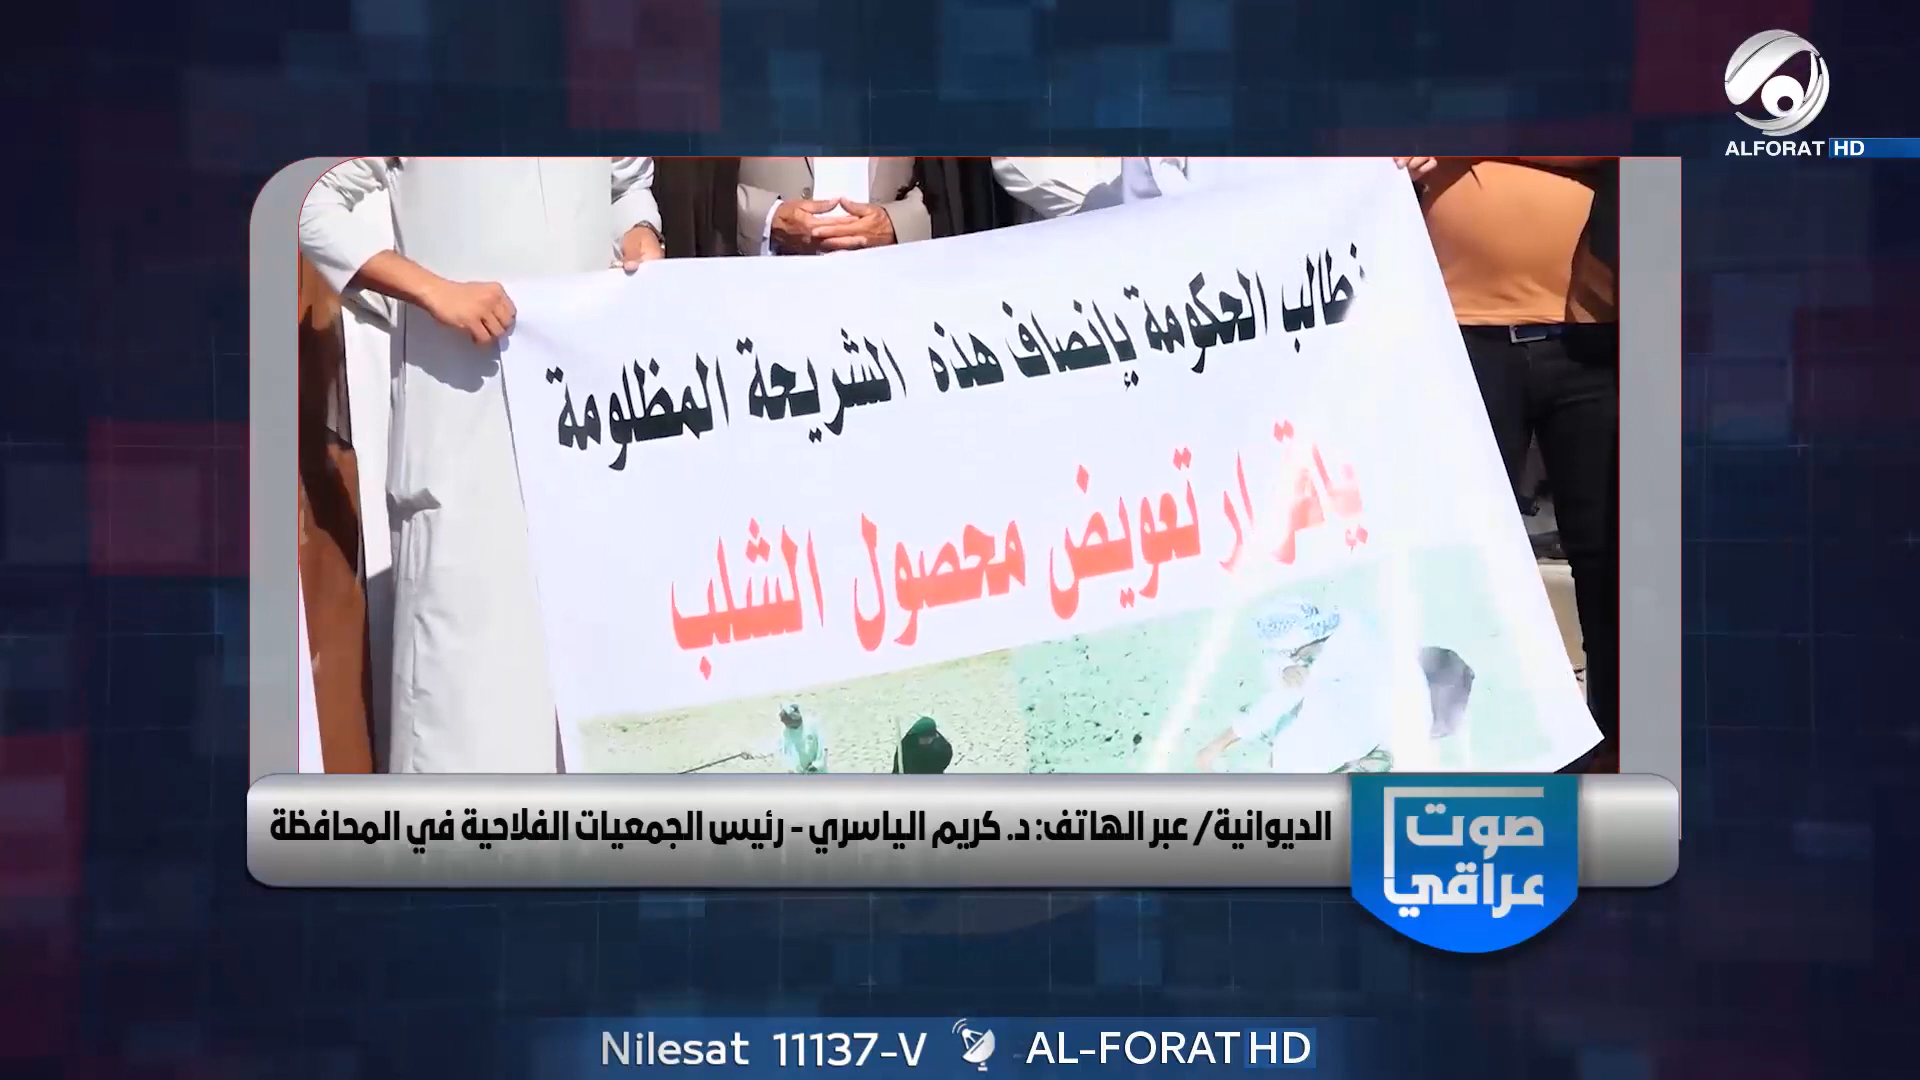 ALFORAT HD
نطالب الحكومة بإنصاف هذه الشريحة المظلومة
بإقرار تعويض محصول الشلب
صوت
عراقي
الديوانية/ عبر الهاتف: د. كريم الياسري - رئيس الجمعيات الفلاحية في المحافظة
Nilesat 11137-V AL-FORAT HD